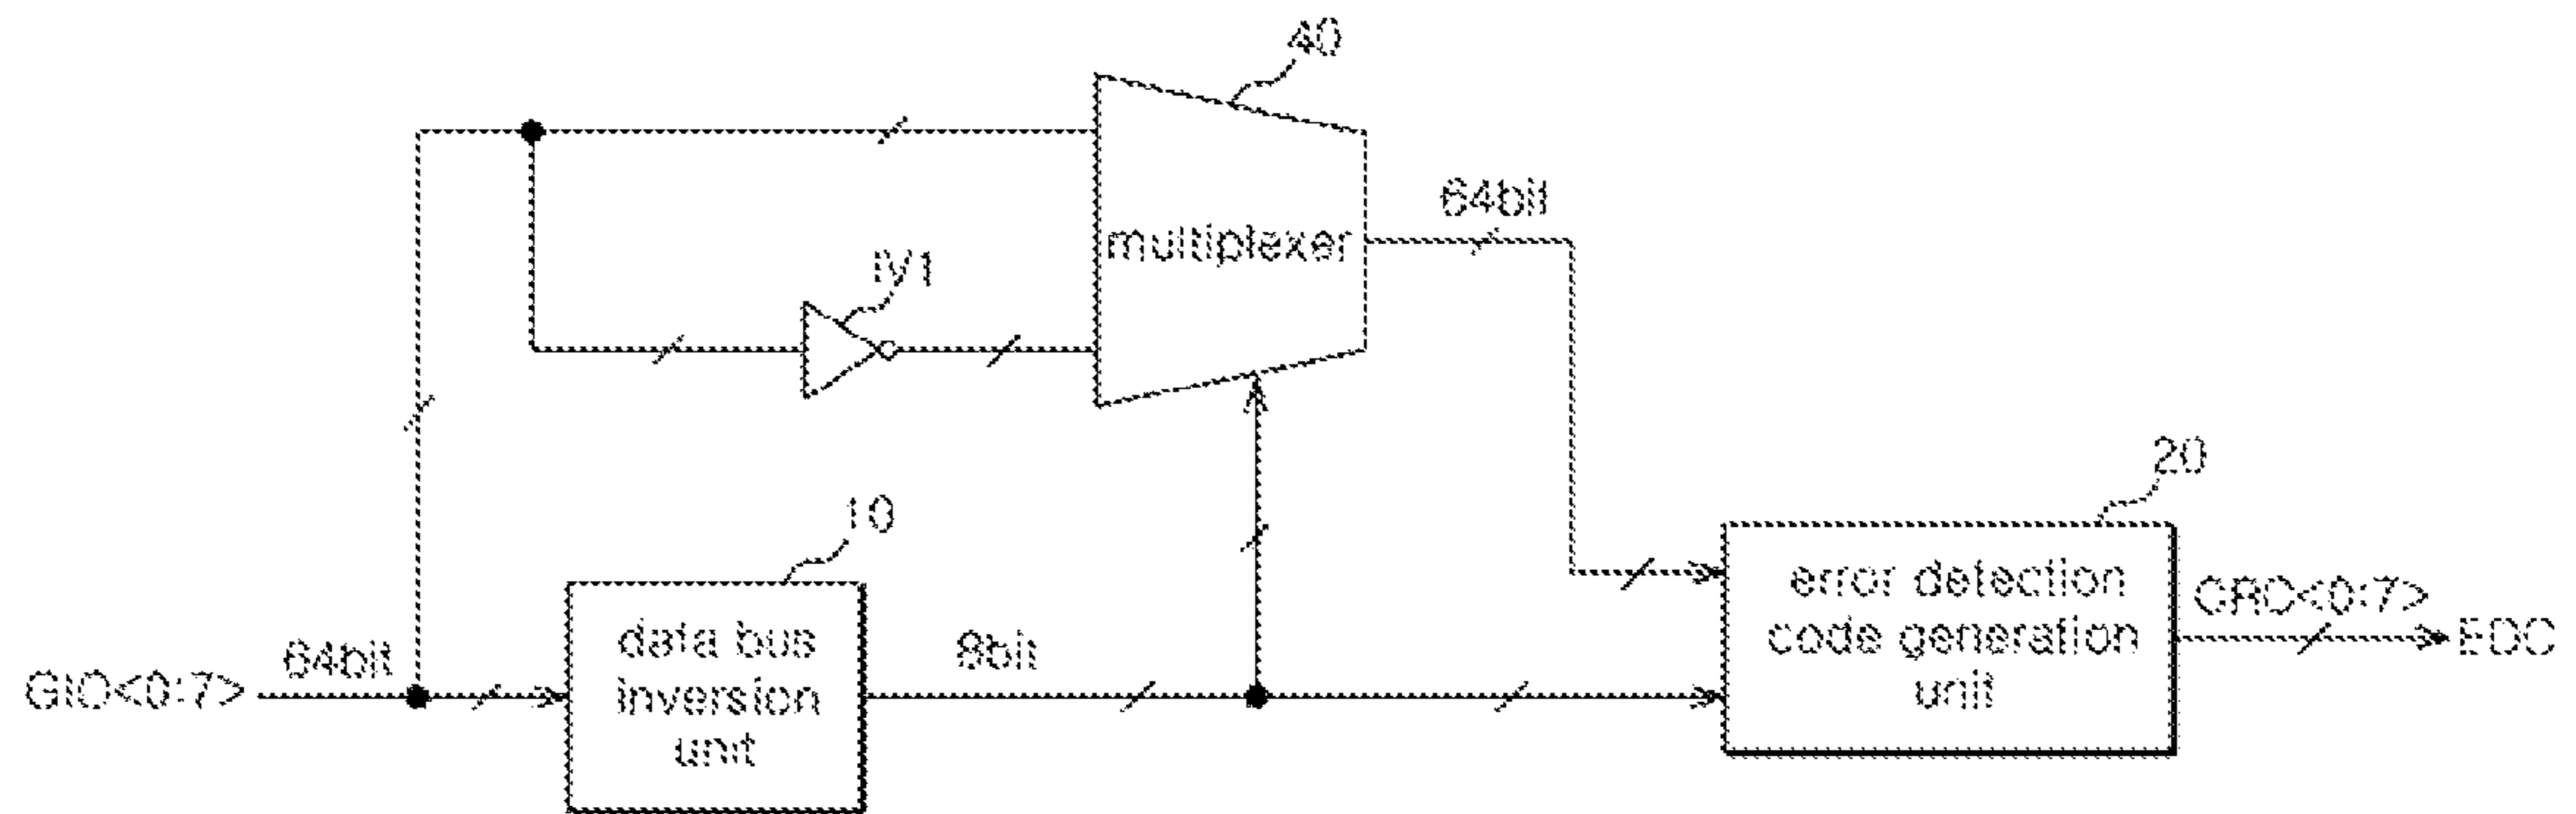 40
64bit
multiplexer
IV1
20
10
error detection
code generation
unit
CRC<0:7>
EDC
data bus
inversion
unit
64bit
8bit
GIO<0:7>